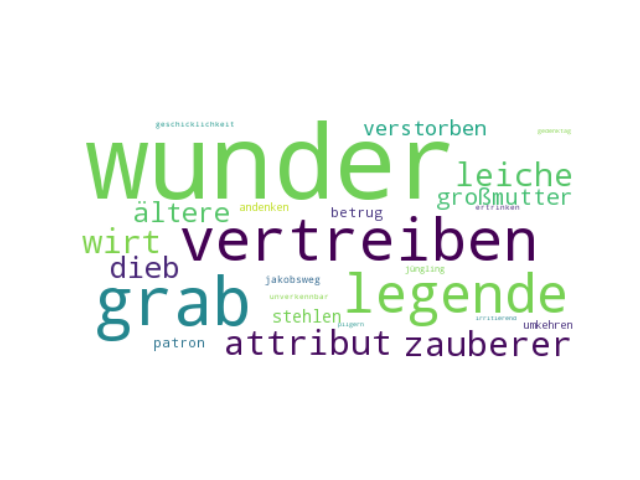 geschicklichkeit
verstorben
gedenktag
wunder
leiche
großmutter
ältere
andenken
betrug
ertrinken
wirt
vertreiben
dieb
jüngling
jakobsweg
grab
legende
unverkennbar
stehlen
pilgern
irritierend
umkehren
patron
attribut
zauberer